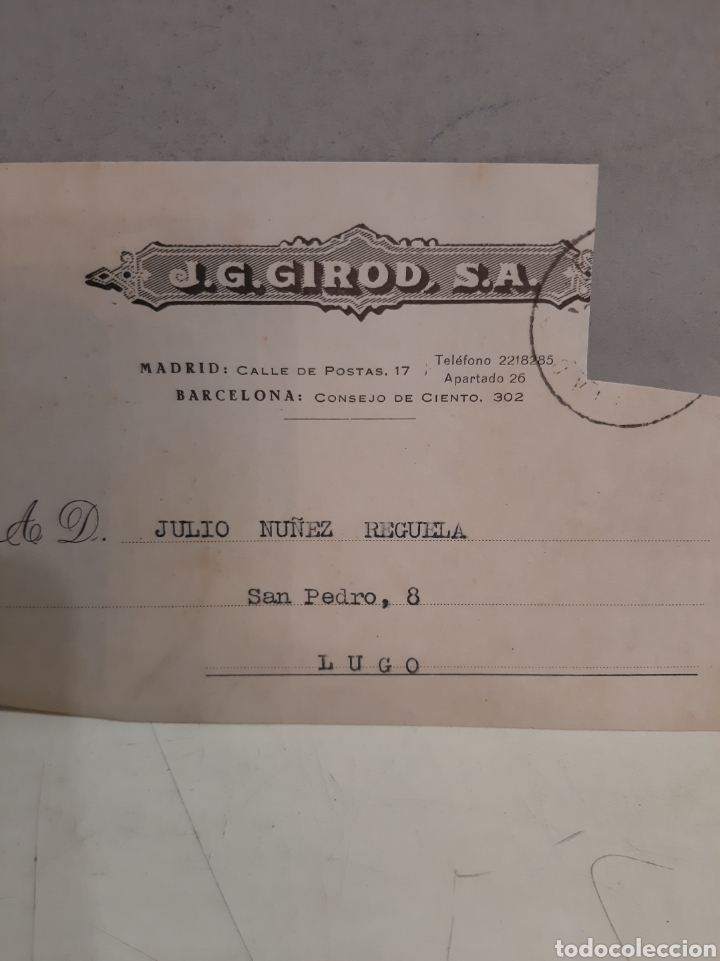 J.G.GIROD, S.A.
MADRID: CALLE DE POSTAS, 17 Teléfono 2218285
Apartado 26
BARCELONA: CONSEJO DE CIENTO, 302
A D. JULIO NUÑEZ REGUELA
San Pedro, 8
LUGO
todocoleccion